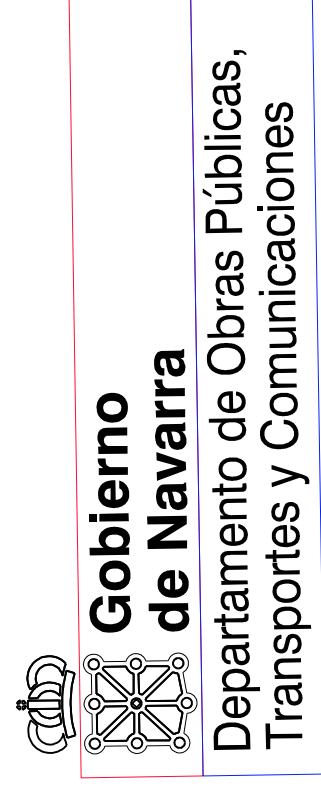 Gobierno
de Navarra
Departamento de Obras Públicas,
Transportes y Comunicaciones